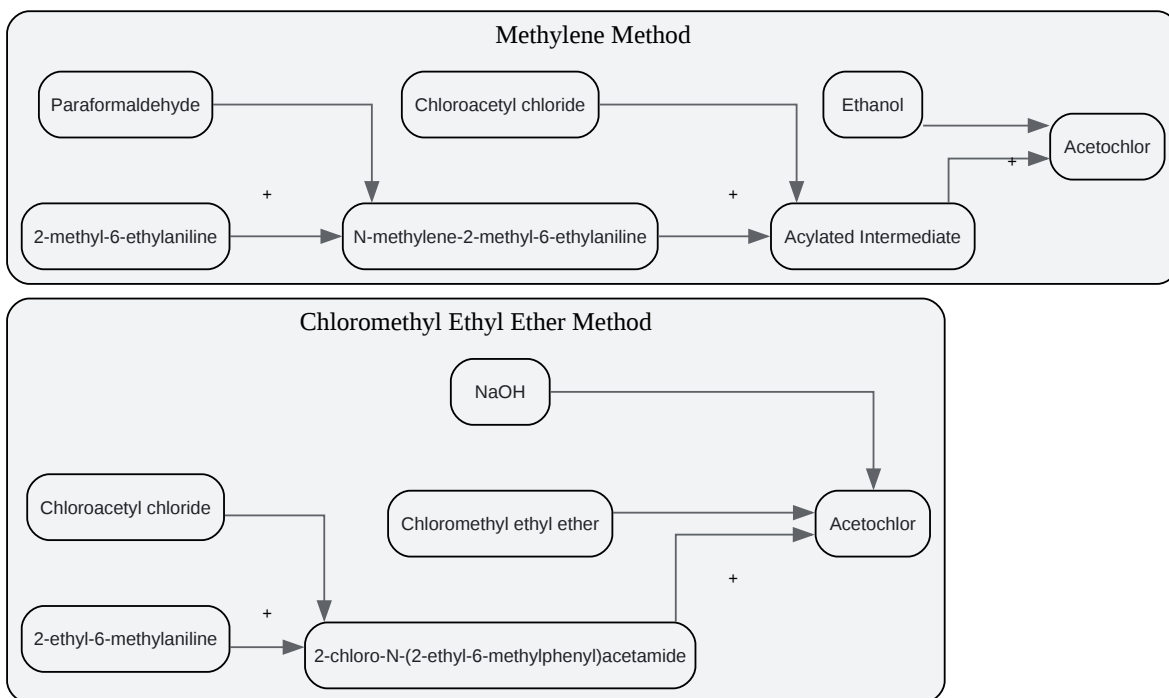 Methylene Method
Paraformaldehyde
Chloroacetyl chloride
Ethanol
Acetochlor
+
+
+
2-methyl-6-ethylaniline
N-methylene-2-methyl-6-ethylaniline
Acylated Intermediate
Chloromethyl Ethyl Ether Method
NaOH
Chloroacetyl chloride
Chloromethyl ethyl ether
Acetochlor
+
+
2-ethyl-6-methylaniline
2-chloro-N-(2-ethyl-6-methylphenyl)acetamide